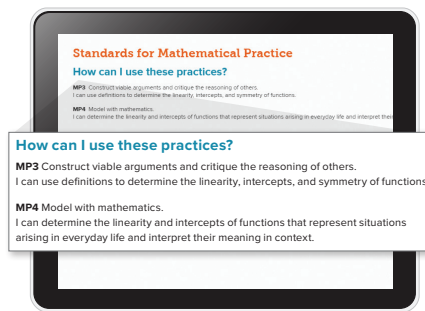 Standards for Mathematical Practice
How can I use these practices?
MP3 Construct viable arguments and critique the reasoning of others.
I can use definitions to determine the linearity, intercepts, and symmetry of functions.
MP4 Model with mathematics.
I can determine the linearity and intercepts of functions that represent situations arising in everyday life and interpret their
How can I use these practices?
MP3 Construct viable arguments and critique the reasoning of others.
I can use definitions to determine the linearity, intercepts, and symmetry of functions
MP4 Model with mathematics.
I can determine the linearity and intercepts of functions that represent situations
arising in everyday life and interpret their meaning in context.